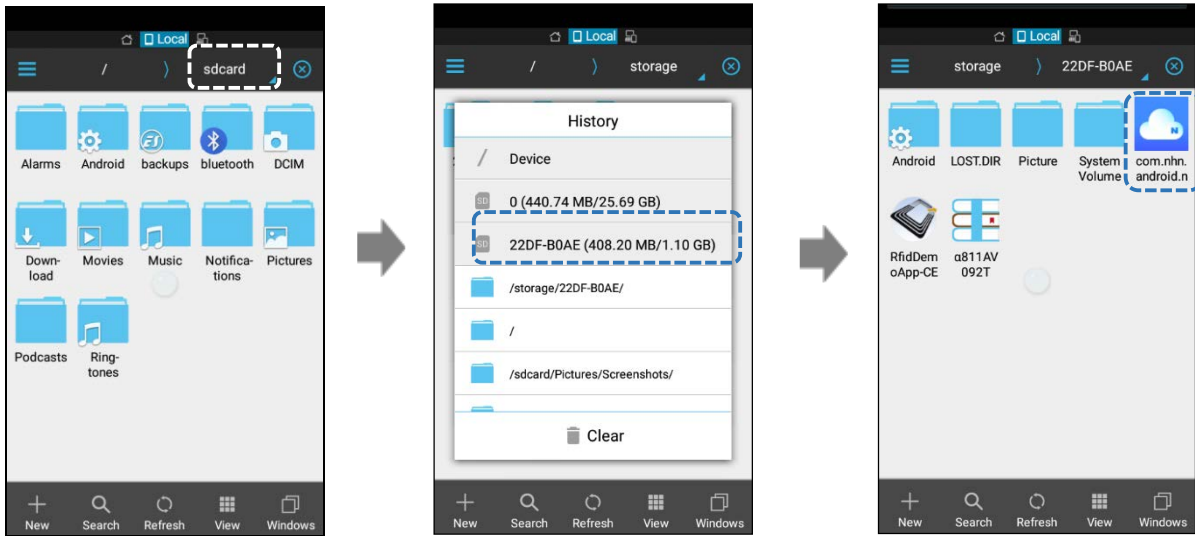 Local
/ 〉 sdcard
Alarms Android backups bluetooth DCIM
Down-
load
Movies Music Notifica-
tions
Pictures
Podcasts Ring-
tones
New Search Refresh View Windows
Local
/ 〉 storage
History
/ Device
SD 0 (440.74 MB/25.69 GB)
SD 22DF-B0AE (408.20 MB/1.10 GB)
/storage/22DF-B0AE/
/
/sdcard/Pictures/Screenshots/
Clear
New Search Refresh View Windows
Local
storage 〉 22DF-B0AE
N
Android LOST.DIR Picture System
Volume
com.nhn.
android.n
RfidDem
oApp-CE
α811AV
092T
New Search Refresh View Windows